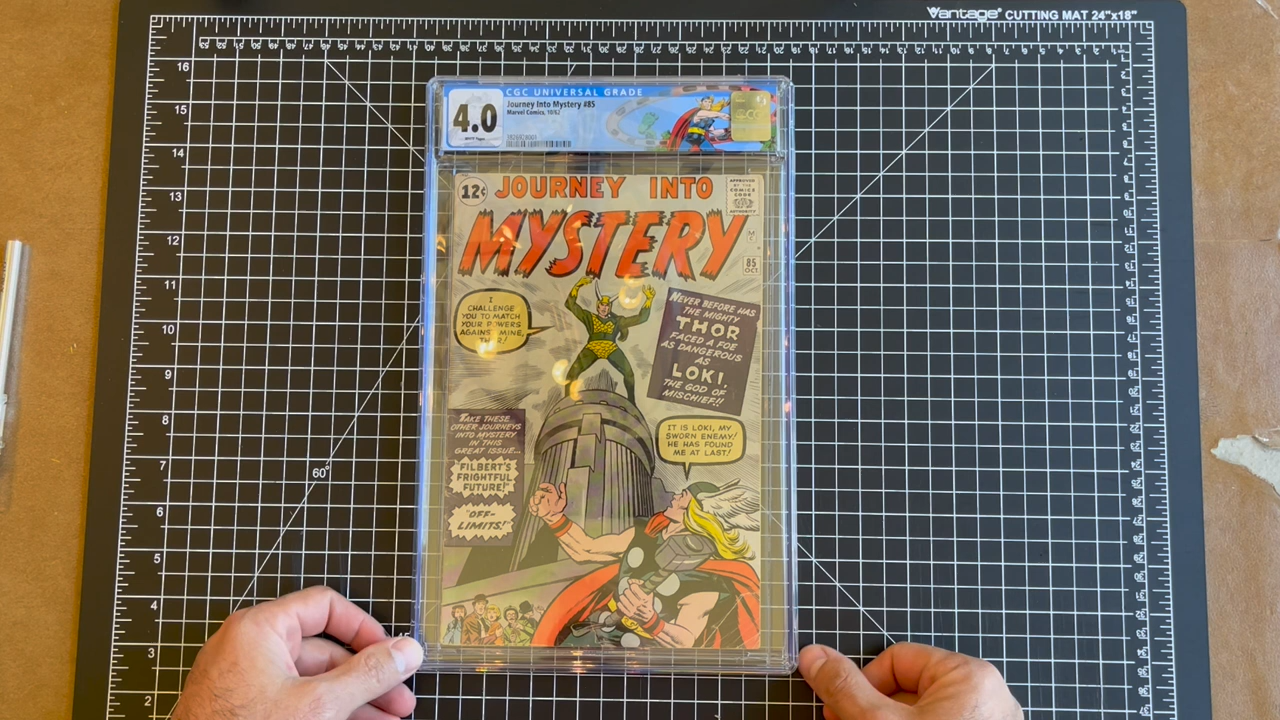 Vantage® CUTTING MAT 24"x18"
CGC UNIVERSAL GRADE
4.0
WHITE Pages
Journey Into Mystery #85
Marvel Comics, 10/62
12¢
JOURNEY INTO
MYSTERY
APPROVED
BY THE
COMICS
CODE
AUTHORITY
85
OCT.
I
CHALLENGE
YOU TO MATCH
YOUR POWERS
AGAINST MINE,
THOR!
NEVER BEFORE HAS
THE MIGHTY
THOR
FACED A FOE
AS DANGEROUS
AS
LOKI,
THE GOD OF
MISCHIEF!!
TAKE THESE
OTHER JOURNEYS
INTO MYSTERY
IN THIS
GREAT ISSUE...
"FILBERT'S
FRIGHTFUL
FUTURE!"
"OFF-
LIMITS!"
IT IS LOKI, MY
SWORN ENEMY!
HE HAS FOUND
ME AT LAST!
16
15
14
13
12
11
10
9
8
7
6
5
4
3
2
60°
45